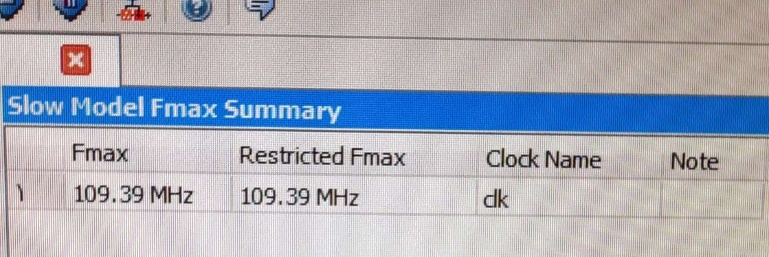 Slow Model Fmax Summary
Fmax Restricted Fmax Clock Name Note
109.39 MHz 109.39 MHz clk